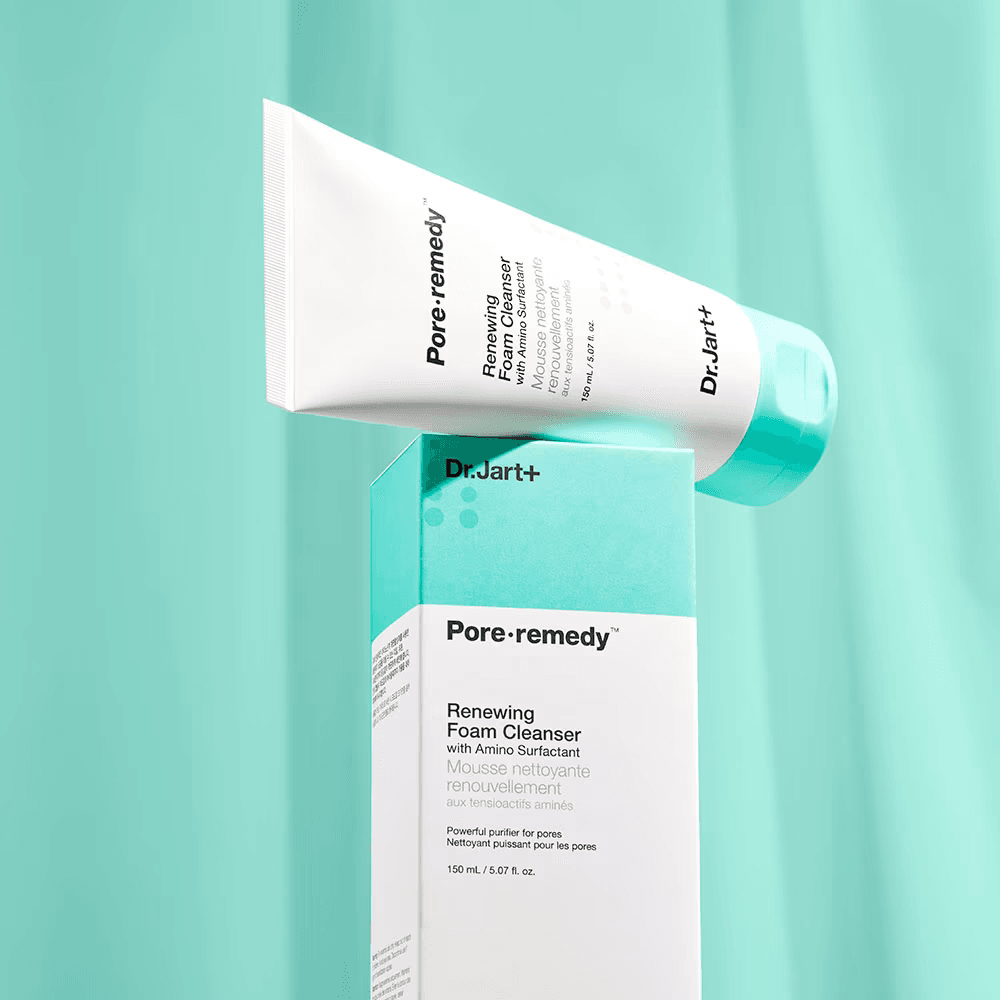 Pore·remedy™
Renewing
Foam Cleanser
with Amino Surfactant
Mousse nettoyante
renouvellement
aux tensioactifs aminés
150 mL / 5.07 fl. oz.
Dr.Jart+
Dr.Jart+
Pore·remedy™
Renewing
Foam Cleanser
with Amino Surfactant
Mousse nettoyante
renouvellement
aux tensioactifs aminés
Powerful purifier for pores
Nettoyant puissant pour les pores
150 mL / 5.07 fl. oz.